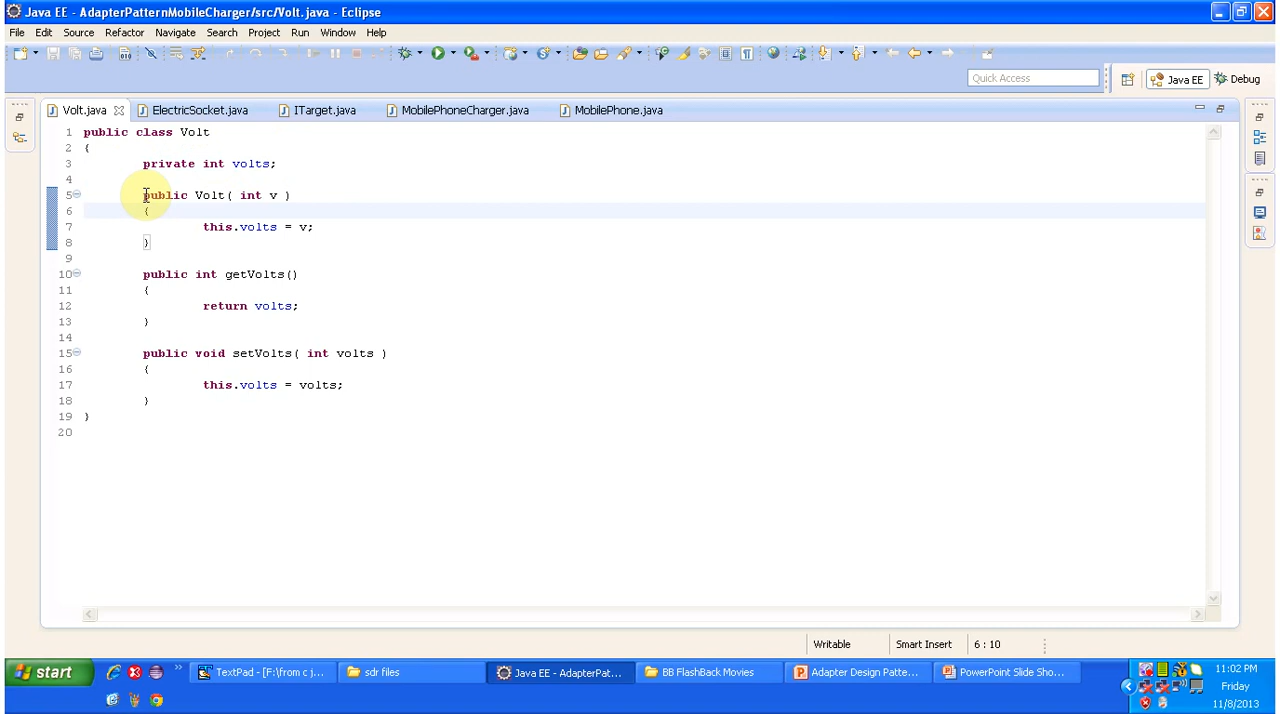 Java EE - AdapterPatternMobileCharger/src/Volt.java - Eclipse
File Edit Source Refactor Navigate Search Project Run Window Help
Quick Access Java EE Debug
Volt.java ElectricSocket.java ITarget.java MobilePhoneCharger.java MobilePhone.java
1 public class Volt
2 {
3 private int volts;
4
5 public Volt( int v )
6 {
7 this.volts = v;
8 }
9
10 public int getVolts()
11 {
12 return volts;
13 }
14
15 public void setVolts( int volts )
16 {
17 this.volts = volts;
18 }
19 }
20
Writable Smart Insert 6 : 10
start TextPad - [F:\from c j... sdr files Java EE - AdapterPat... BB FlashBack Movies Adapter Design Patte... PowerPoint Slide Sho... 11:02 PM
Friday
11/8/2013